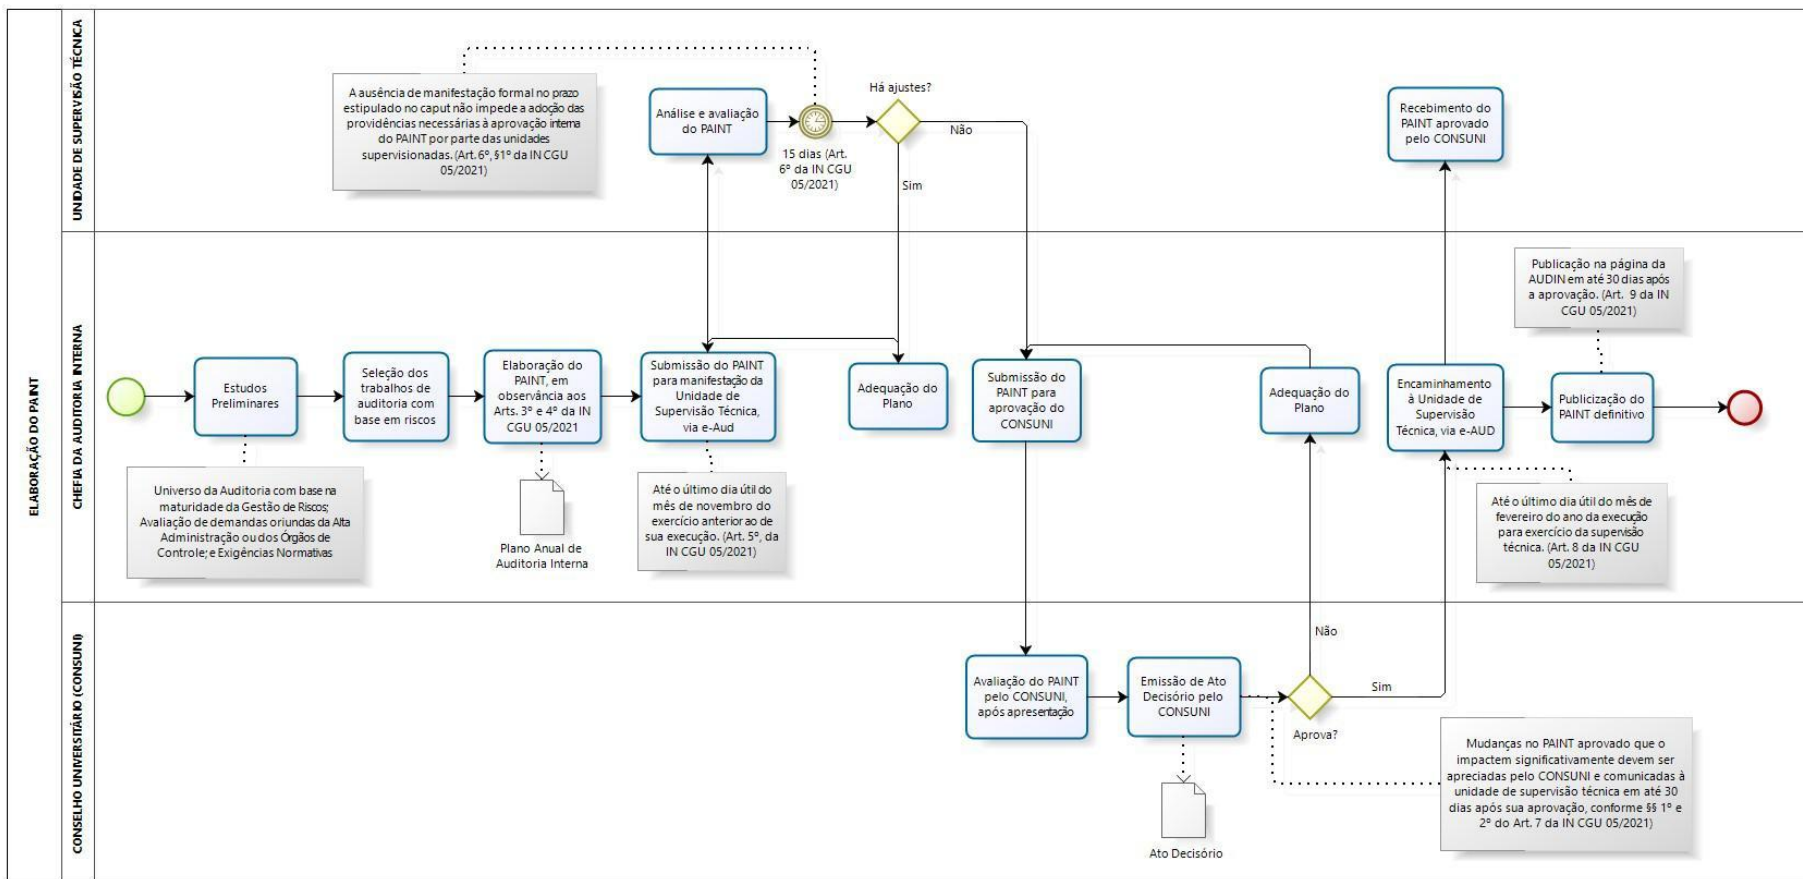 ELABORAÇÃO DO PAINT
UNIDADE DE SUPERVISÃO TÉCNICA
A ausência de manifestação formal no prazo
estipulado no caput não impede a adoção das
providências necessárias à aprovação interna
do PAINT por parte das unidades
supervisionadas. (Art. 6º, §1º da IN CGU
05/2021)
Análise e avaliação
do PAINT
15 dias (Art.
6º da IN CGU
05/2021)
Há ajustes?
Não
Sim
Recebimento do
PAINT aprovado
pelo CONSUNI
CHEFIA DA AUDITORIA INTERNA
Estudos
Preliminares
Universo da Auditoria com base na
maturidade da Gestão de Riscos;
Avaliação de demandas oriundas da Alta
Administração ou dos Órgãos de
Controle; e Exigências Normativas
Seleção dos
trabalhos de
auditoria com
base em riscos
Elaboração do
PAINT, em
observância aos
Arts. 3º e 4º da IN
CGU 05/2021
Plano Anual de
Auditoria Interna
Submissão do PAINT
para manifestação da
Unidade de
Supervisão Técnica,
via e-Aud
Até o último dia útil do
mês de novembro do
exercício anterior ao de
sua execução. (Art. 5º, da
IN CGU 05/2021)
Adequação do
Plano
Submissão do
PAINT para
aprovação do
CONSUNI
Adequação do
Plano
Encaminhamento
à Unidade de
Supervisão
Técnica, via e-AUD
Até o último dia útil do mês de
fevereiro do ano da execução
para exercício da supervisão
técnica. (Art. 8 da IN CGU
05/2021)
Publicação na página da
AUDIN em até 30 dias após
a aprovação. (Art. 9 da IN
CGU 05/2021)
Publicização do
PAINT definitivo
CONSELHO UNIVERSITÁRIO (CONSUNI)
Avaliação do PAINT
pelo CONSUNI,
após apresentação
Emissão de Ato
Decisório pelo
CONSUNI
Ato Decisório
Aprova?
Não
Sim
Mudanças no PAINT aprovado que o
impactem significativamente devem ser
apreciadas pelo CONSUNI e comunicadas à
unidade de supervisão técnica em até 30
dias após sua aprovação, conforme §§ 1º e
2º do Art. 7 da IN CGU 05/2021)